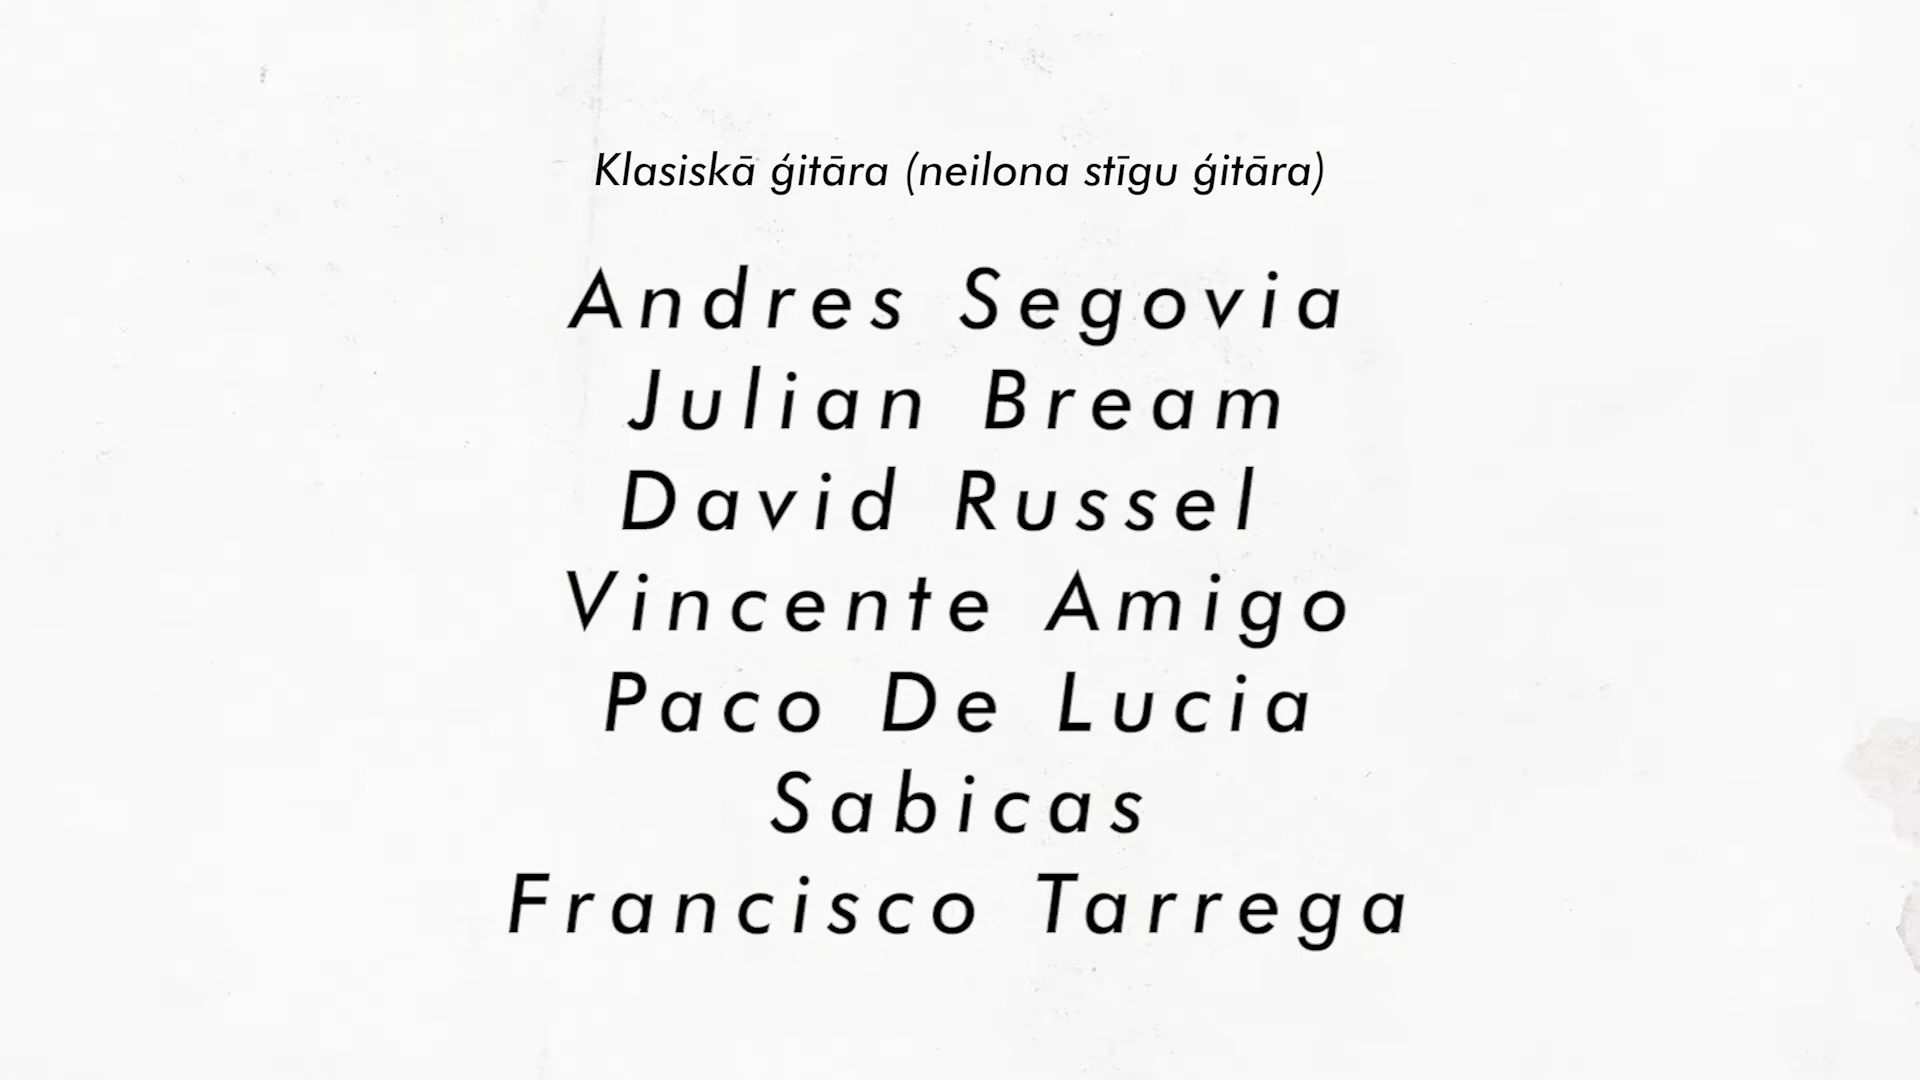 Klasiskā ģitāra (neilona stīgu ģitāra)
Andres Segovia
Julian Bream
David Russel
Vincente Amigo
Paco De Lucia
Sabicas
Francisco Tarrega